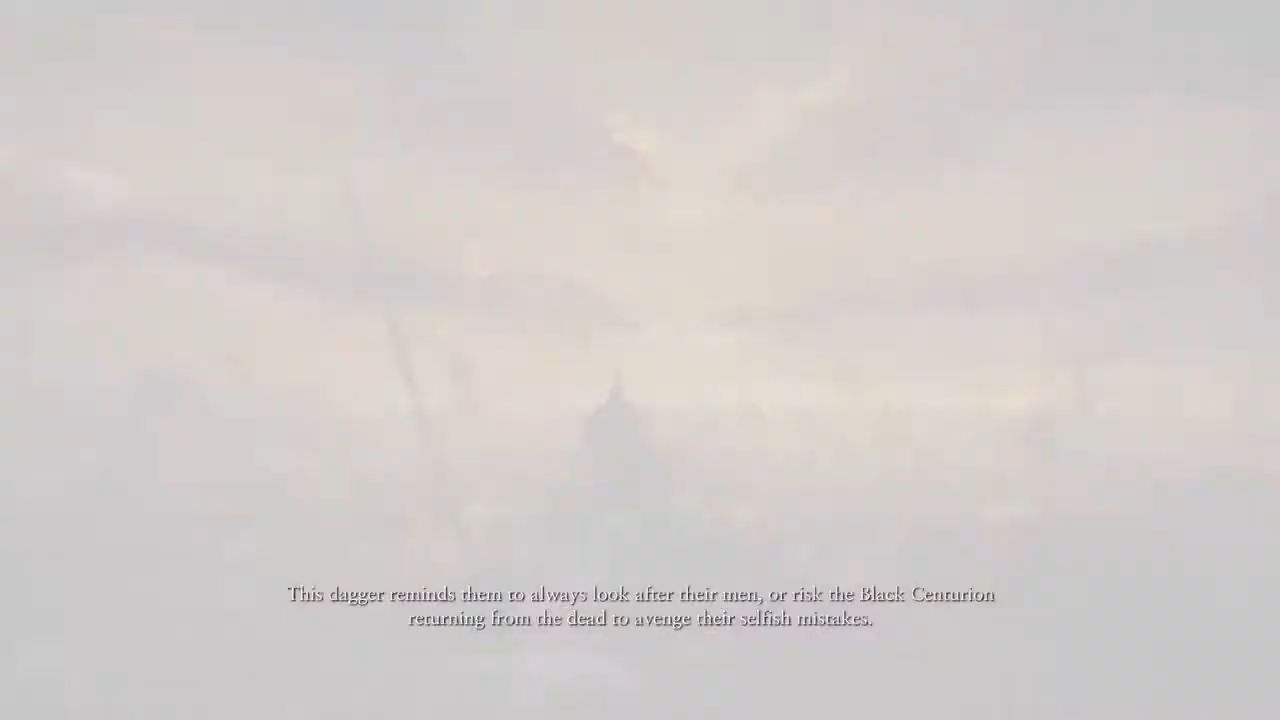 This dagger reminds them to always look after their men, or risk the Black Centurion
returning from the dead to avenge their selfish mistakes.